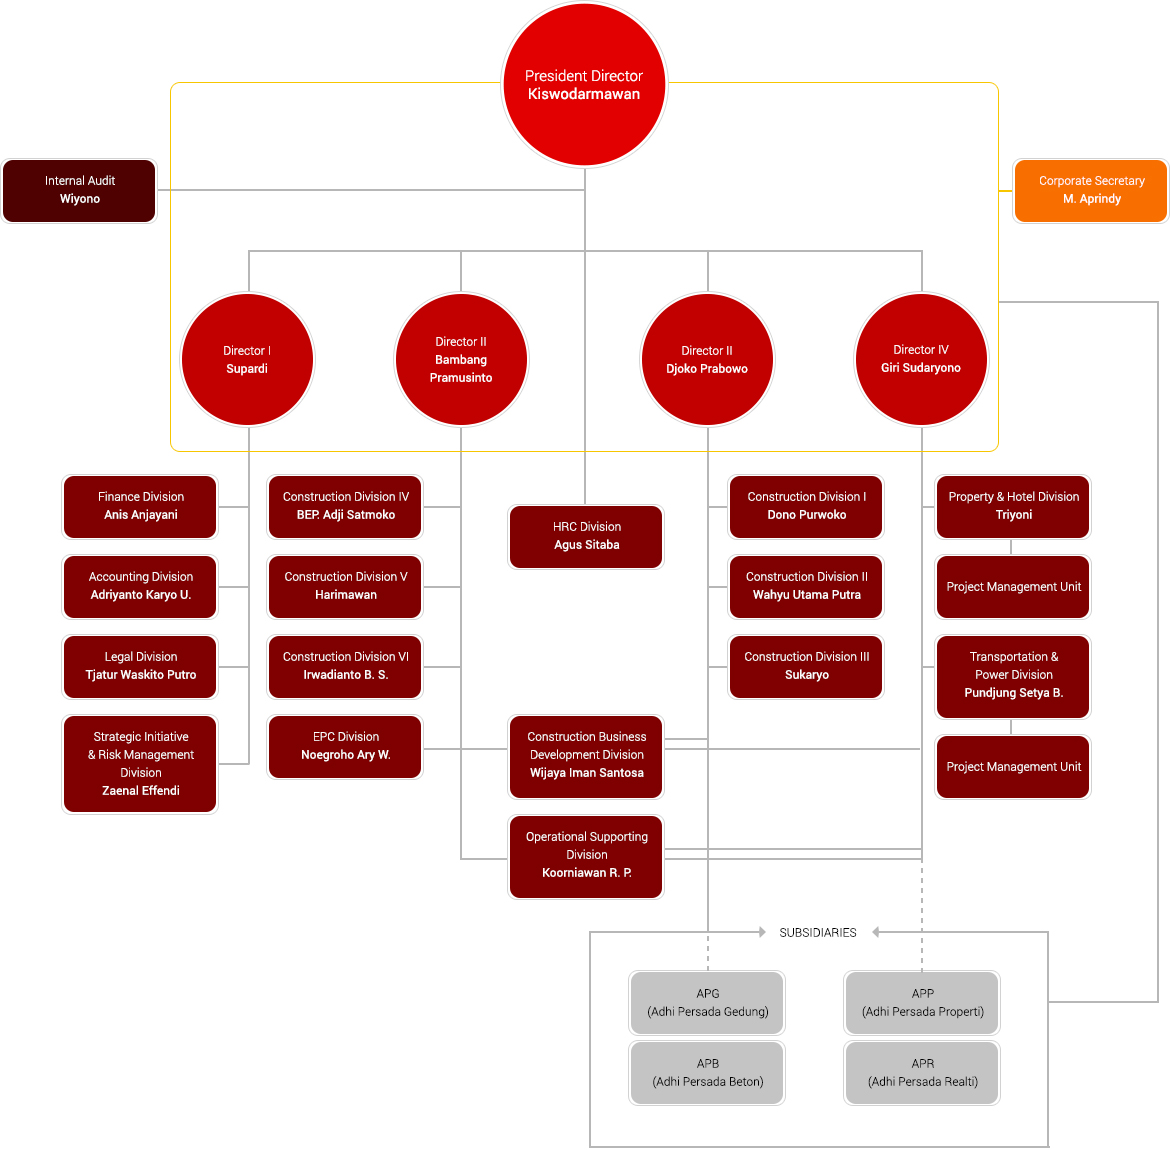 President Director
Kiswodarmawan
Internal Audit
Wiyono
Corporate Secretary
M. Aprindy
Director I
Supardi
Director II
Bambang
Pramusinto
Director II
Djoko Prabowo
Director IV
Giri Sudaryono
Finance Division
Anis Anjayani
Accounting Division
Adriyanto Karyo U.
Legal Division
Tjatur Waskito Putro
Strategic Initiative
& Risk Management
Division
Zaenal Effendi
Construction Division IV
BEP. Adji Satmoko
Construction Division V
Harimawan
Construction Division VI
Irwadianto B. S.
EPC Division
Noegroho Ary W.
HRC Division
Agus Sitaba
Construction Business
Development Division
Wijaya Iman Santosa
Operational Supporting
Division
Koorniawan R. P.
Construction Division I
Dono Purwoko
Construction Division II
Wahyu Utama Putra
Construction Division III
Sukaryo
Property & Hotel Division
Triyoni
Project Management Unit
Transportation &
Power Division
Pundjung Setya B.
Project Management Unit
SUBSIDIARIES
APG
(Adhi Persada Gedung)
APP
(Adhi Persada Properti)
APB
(Adhi Persada Beton)
APR
(Adhi Persada Realti)